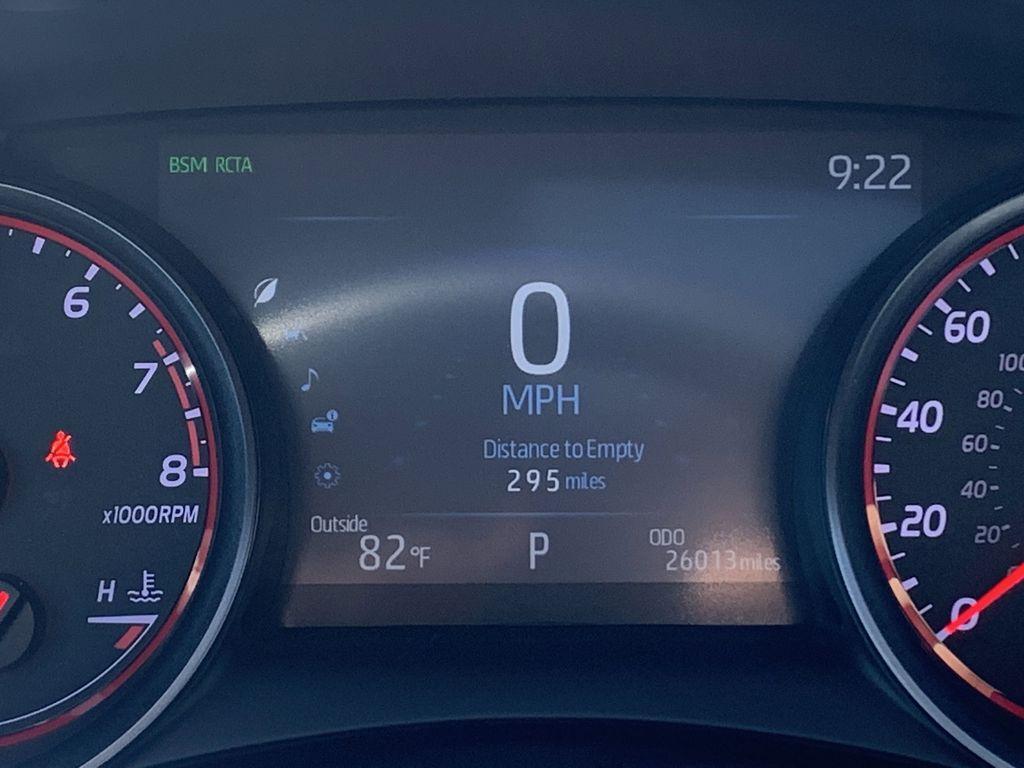 BSM RCTA
9:22
6
7
8
x1000RPM
H
0
MPH
Distance to Empty
295 miles
Outside
82°F
P
ODO
26013 miles
60
40
20
0
100
80
60
40
20